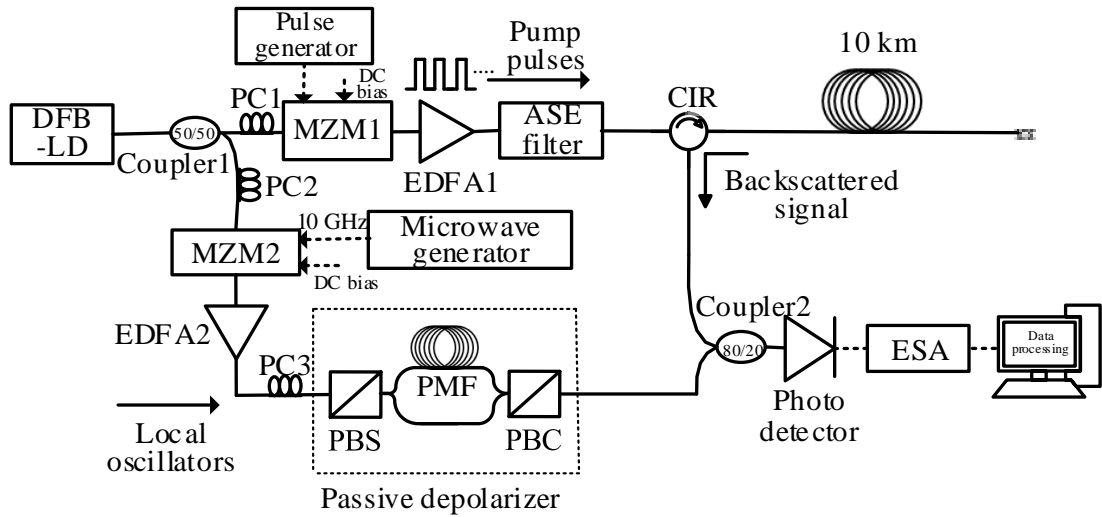 Pulse
generator
Pump
pulses
10 km
DC
bias
PC1
CIR
DFB
-LD
50/50
MZM1
ASE
filter
Coupler1
EDFA1
PC2
Backscattered
signal
10 GHz
Microwave
generator
MZM2
DC bias
Coupler2
EDFA2
80/20
ESA
Data
processing
PC3
PMF
Photo
detector
Local
oscillators
PBS
PBC
Passive depolarizer